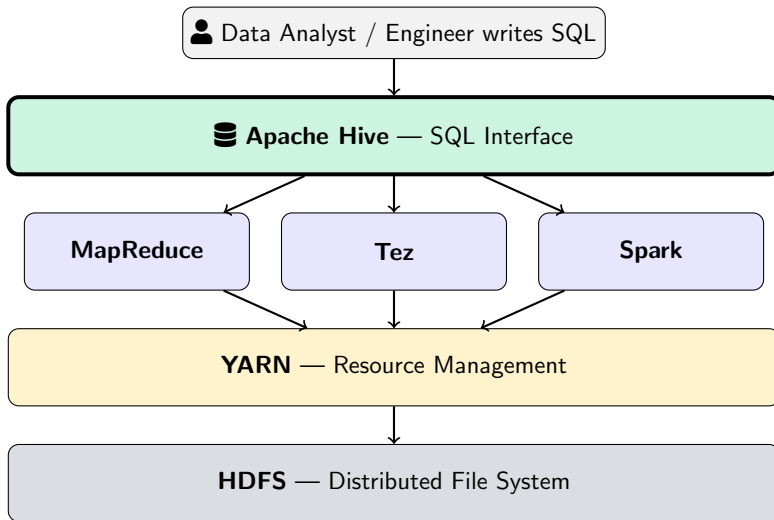 Data Analyst / Engineer writes SQL
Apache Hive — SQL Interface
MapReduce
Tez
Spark
YARN — Resource Management
HDFS — Distributed File System